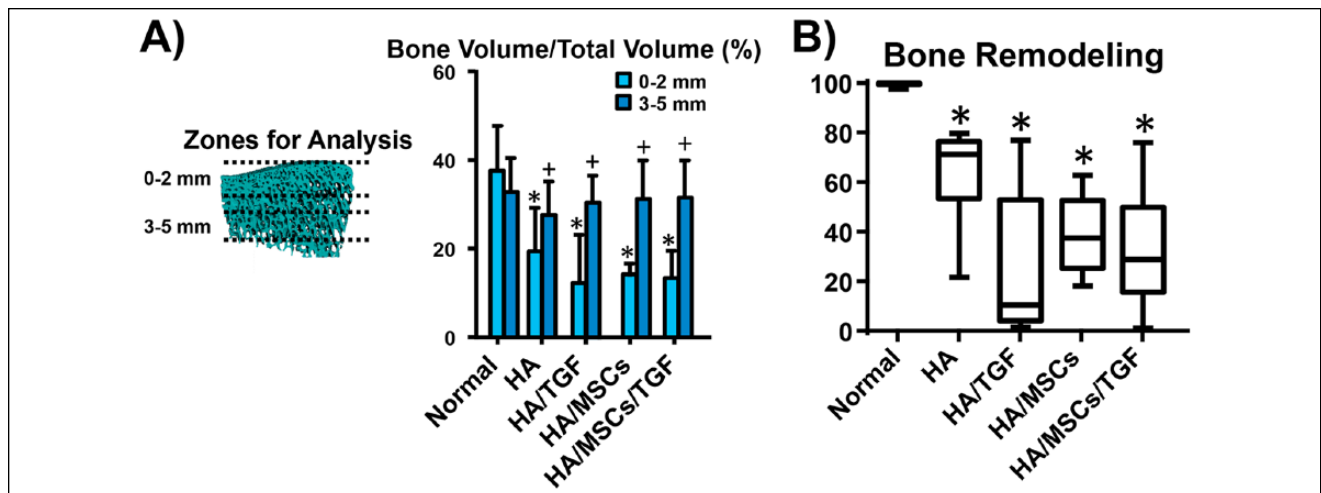 A)
Zones for Analysis
0-2 mm
3-5 mm
Bone Volume/Total Volume (%)
0-2 mm
3-5 mm
60
40
20
0
* + * + * + * +
Normal
HA
HA/TGF
HA/MSCs
HA/MSCs/TGF
B)
Bone Remodeling
100
80
60
40
20
0
* * * *
Normal
HA
HA/TGF
HA/MSCs
HA/MSCs/TGF